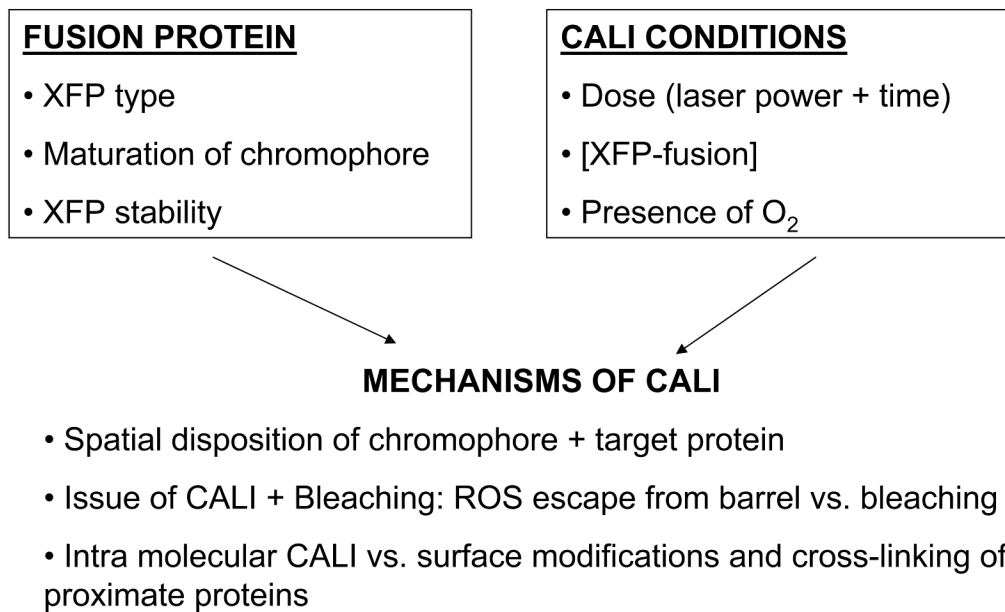 FUSION PROTEIN
• XFP type
• Maturation of chromophore
• XFP stability
CALI CONDITIONS
• Dose (laser power + time)
• [XFP-fusion]
• Presence of O₂
MECHANISMS OF CALI
• Spatial disposition of chromophore + target protein
• Issue of CALI + Bleaching: ROS escape from barrel vs. bleaching
• Intra molecular CALI vs. surface modifications and cross-linking of
proximate proteins